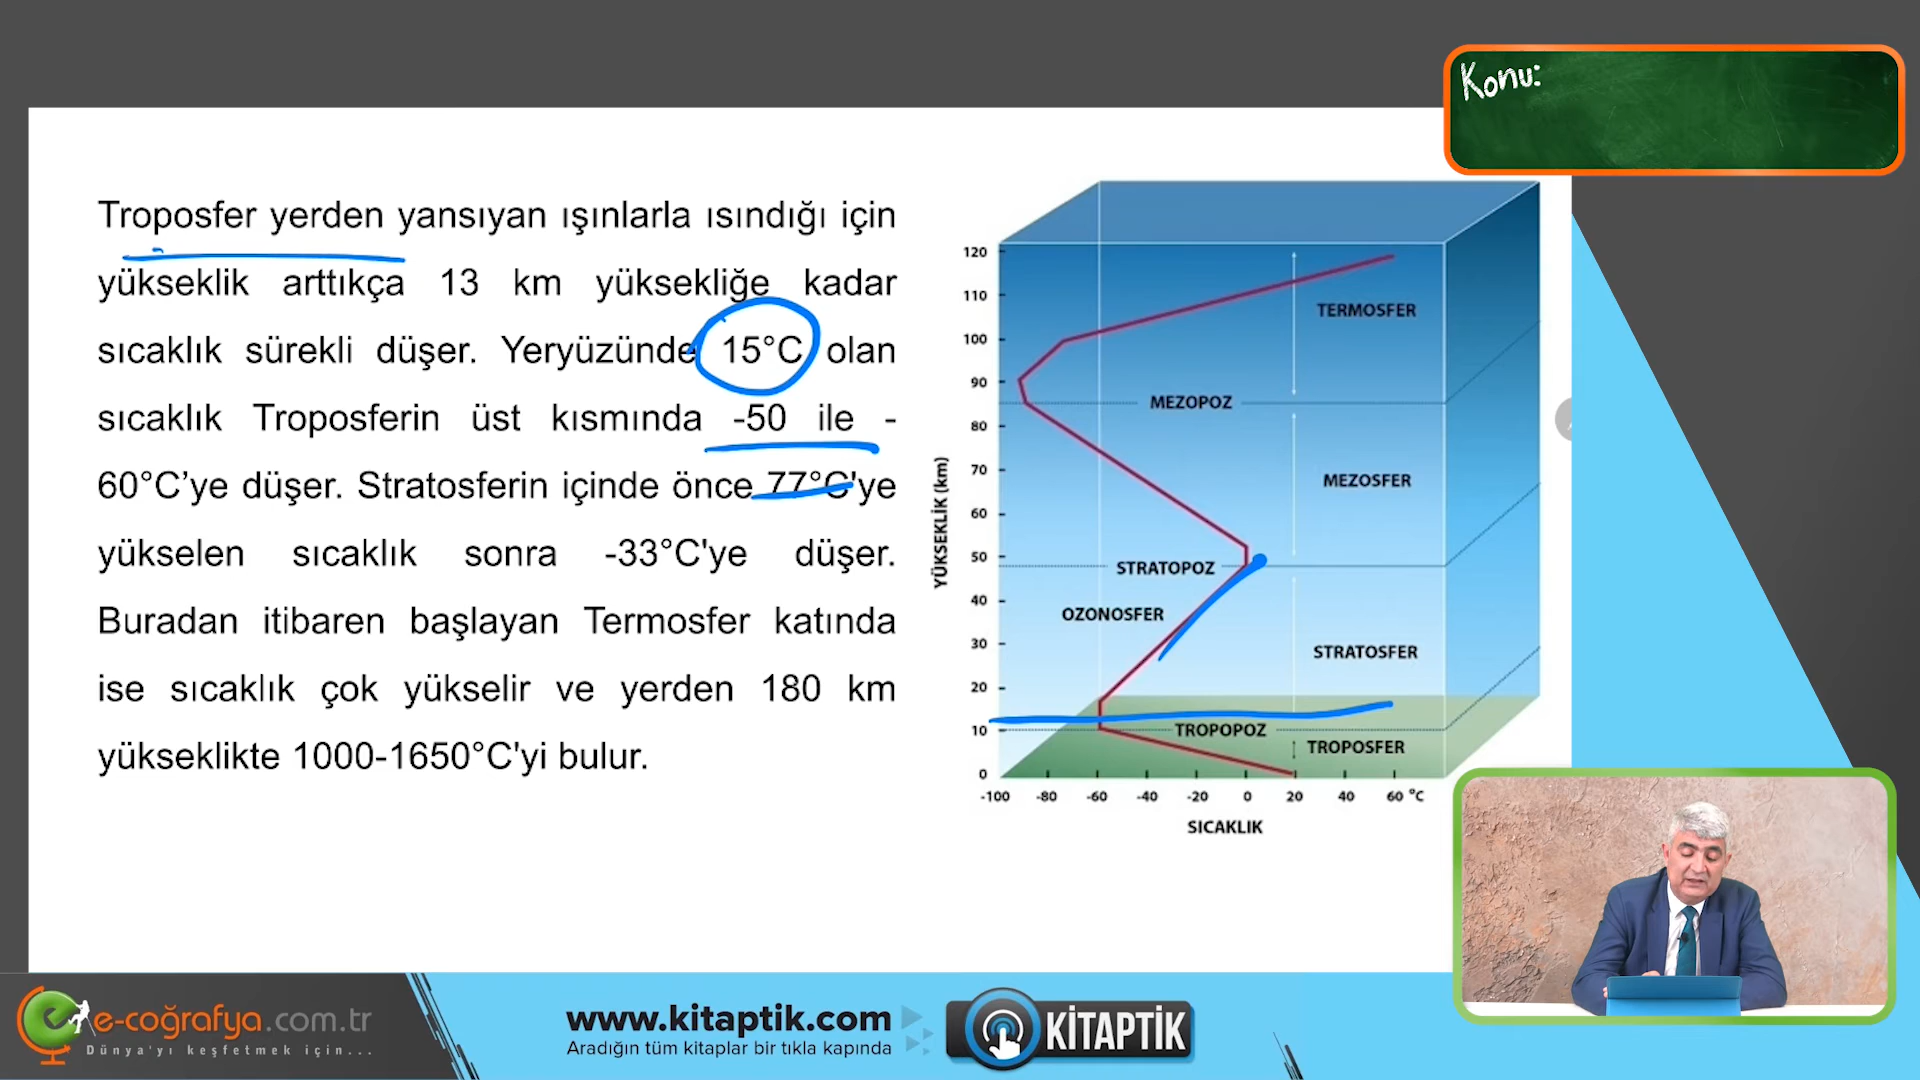 Konu:
Troposfer yerden yansıyan ışınlarla ısındığı için
yükseklik arttıkça 13 km yüksekliğe kadar
sıcaklık sürekli düşer. Yeryüzünde 15°C olan
sıcaklık Troposferin üst kısmında -50 ile -
60°C’ye düşer. Stratosferin içinde önce 77°C'ye
yükselen sıcaklık sonra -33°C'ye düşer.
Buradan itibaren başlayan Termosfer katında
ise sıcaklık çok yükselir ve yerden 180 km
yükseklikte 1000-1650°C'yi bulur.
YÜKSEKLİK (km)
120
110
100
90
80
70
60
50
40
30
20
10
0
TERMOSFER
MEZOPOZ
MEZOSFER
STRATOPOZ
OZONOSFER
STRATOSFER
TROPOPOZ
TROPOSFER
-100 -80 -60 -40 -20 0 20 40 60 °C
SICAKLIK
e-coğrafya.com.tr
Dünya'yı keşfetmek için...
www.kitaptik.com
Aradığın tüm kitaplar bir tıkla kapında
KİTAPTİK